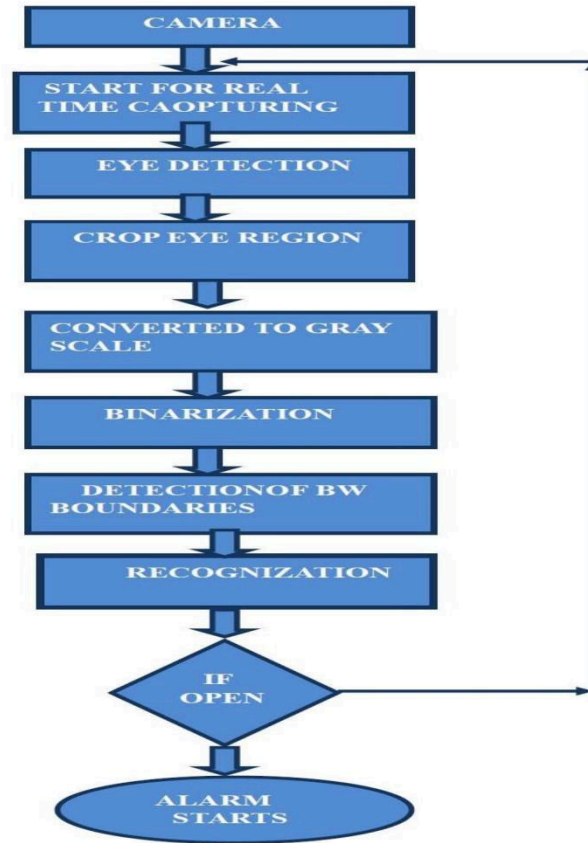 CAMERA
START FOR REAL
TIME CAOPTURING
EYE DETECTION
CROP EYE REGION
CONVERTED TO GRAY
SCALE
BINARIZATION
DETECTIONOF BW
BOUNDARIES
RECOGNIZATION
IF
OPEN
ALARM
STARTS